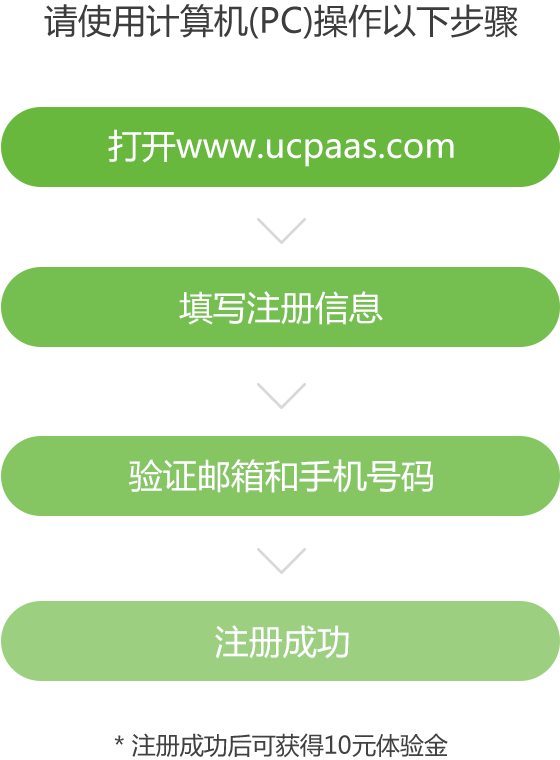 请使用计算机(PC)操作以下步骤
打开www.ucpaas.com
填写注册信息
验证邮箱和手机号码
注册成功
* 注册成功后可获得10元体验金